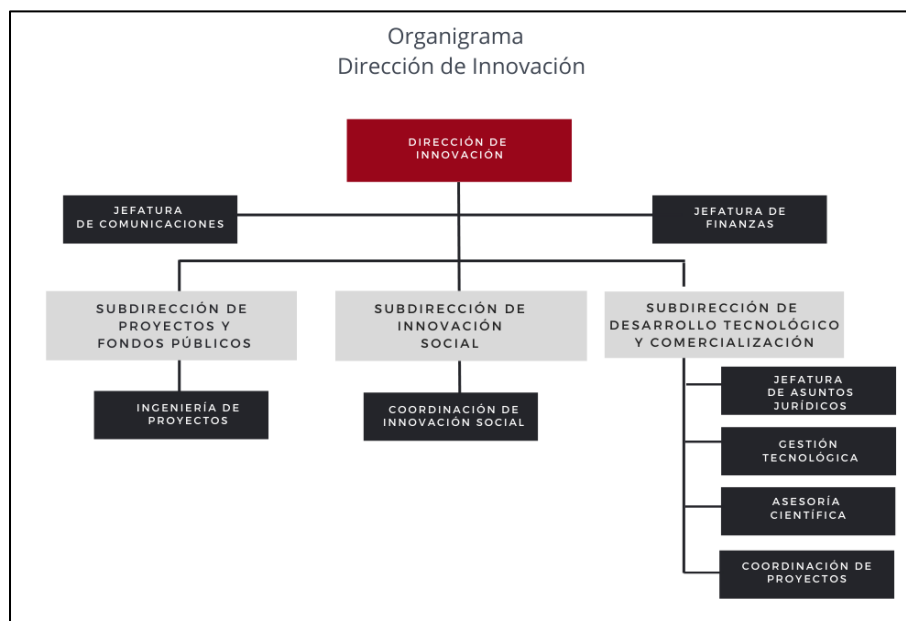 Organigrama
Dirección de Innovación
DIRECCIÓN DE
INNOVACIÓN
JEFATURA
DE COMUNICACIONES
JEFATURA DE
FINANZAS
SUBDIRECCIÓN DE
PROYECTOS Y
FONDOS PÚBLICOS
SUBDIRECCIÓN DE
INNOVACIÓN
SOCIAL
SUBDIRECCIÓN DE
DESARROLLO TECNOLÓGICO
Y COMERCIALIZACIÓN
INGENIERÍA DE
PROYECTOS
COORDINACIÓN DE
INNOVACIÓN SOCIAL
JEFATURA
DE ASUNTOS
JURÍDICOS
GESTIÓN
TECNOLÓGICA
ASESORÍA
CIENTÍFICA
COORDINACIÓN DE
PROYECTOS